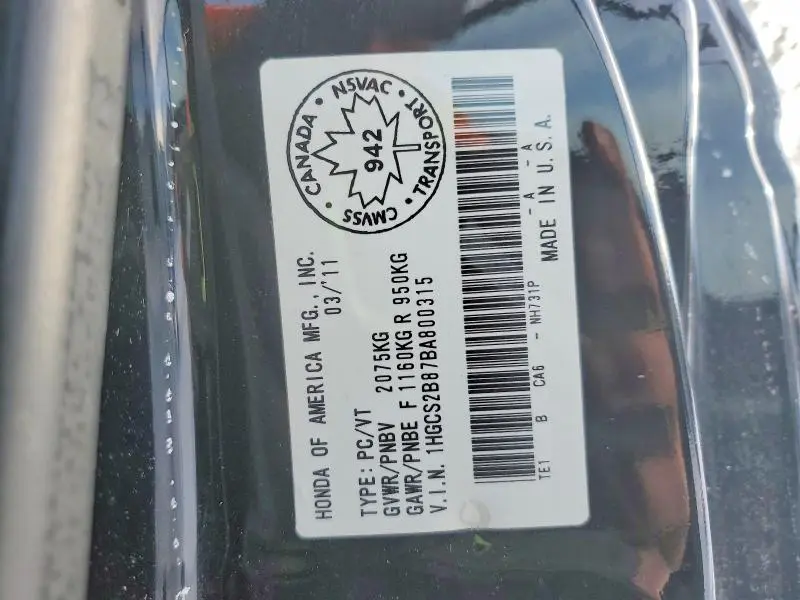 HONDA OF AMERICA MFG., INC.
03/'11
TYPE: PC/VT
GVWR/PNBV 2075KG
GAWR/PNBE F 1160KG R 950KG
V.I.N. 1HGCS2B87BA800315
CANADA • NSVAC • TRANSPORT • CMVSS •
942
TE1 B CA6 - NH731P - A - A
MADE IN U.S.A.